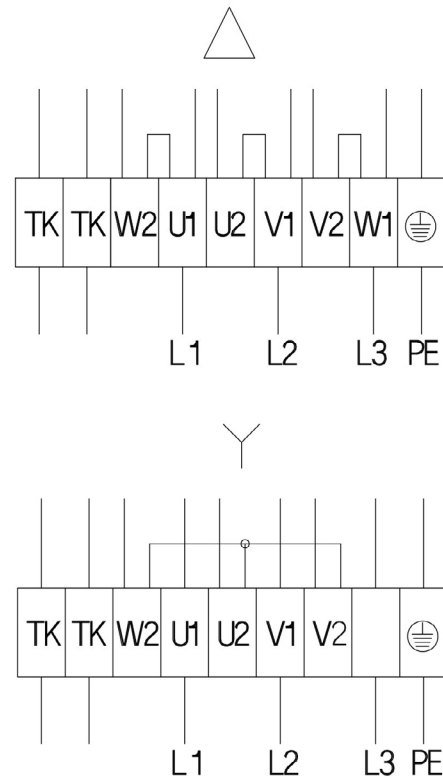 TK TK W2 U1 U2 V1 V2 W1
L1 L2 L3 PE
TK TK W2 U1 U2 V1 V2
L1 L2 L3 PE